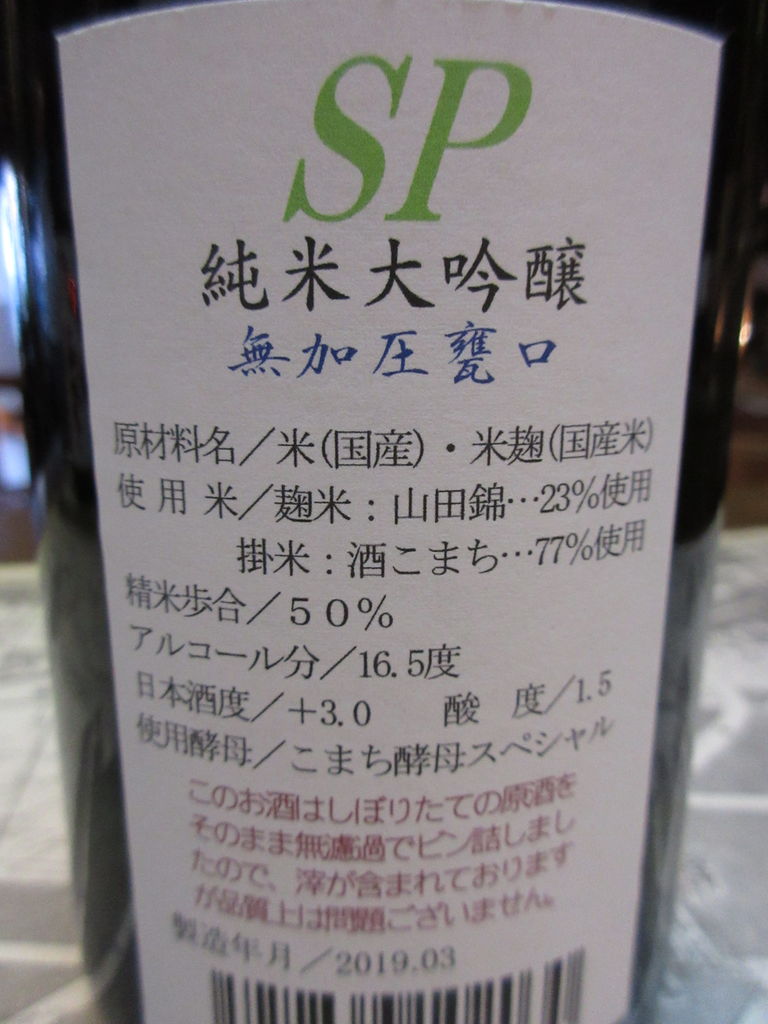 SP
純米大吟醸
無加圧甕口
原材料名／米(国産)・米麹(国産米)
使用米／麹米：山田錦…23%使用
掛米：酒こまち…77%使用
精米歩合／５０％
アルコール分／16.5度
日本酒度／＋3.0　酸度／1.5
使用酵母／こまち酵母スペシャル
このお酒はしぼりたての原酒を
そのまま無濾過でビン詰しまし
たので、滓が含まれております
が品質上は問題ございません。
製造年月／2019.03